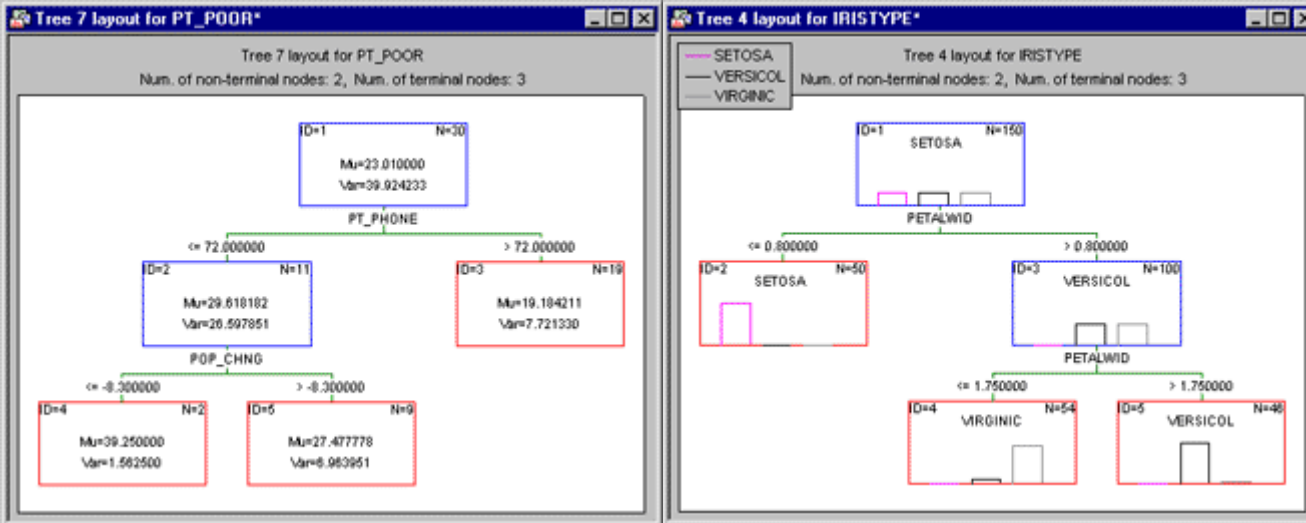 Tree 7 layout for PT_POOR*
Tree 7 layout for PT_POOR
Num. of non-terminal nodes: 2, Num. of terminal nodes: 3
ID=1 N=30
Mu=23.010000
Var=39.924233
PT_PHONE
<= 72.000000 > 72.000000
ID=2 N=11
Mu=29.618182
Var=26.597851
ID=3 N=19
Mu=19.184211
Var=7.721330
POP_CHNG
<= -8.300000 > -8.300000
ID=4 N=2
Mu=39.250000
Var=1.562500
ID=5 N=9
Mu=27.477778
Var=6.963951
Tree 4 layout for IRISTYPE*
SETOSA
VERSICOL
VIRGINIC
Tree 4 layout for IRISTYPE
Num. of non-terminal nodes: 2, Num. of terminal nodes: 3
ID=1 N=150
SETOSA
PETALWID
<= 0.800000 > 0.800000
ID=2 N=50
SETOSA
ID=3 N=100
VERSICOL
PETALWID
<= 1.750000 > 1.750000
ID=4 N=54
VIRGINIC
ID=5 N=46
VERSICOL